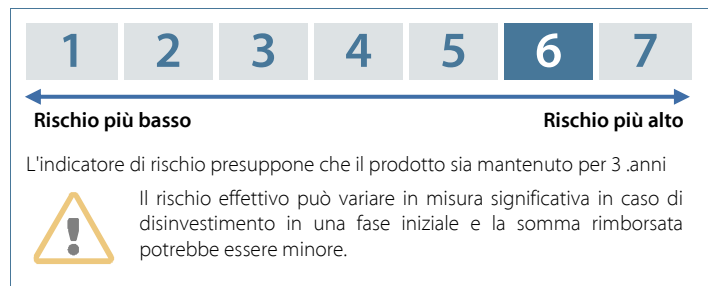 1 2 3 4 5 6 7
Rischio più basso Rischio più alto
L'indicatore di rischio presuppone che il prodotto sia mantenuto per 3 .anni
Il rischio effettivo può variare in misura significativa in caso di
disinvestimento in una fase iniziale e la somma rimborsata
potrebbe essere minore.